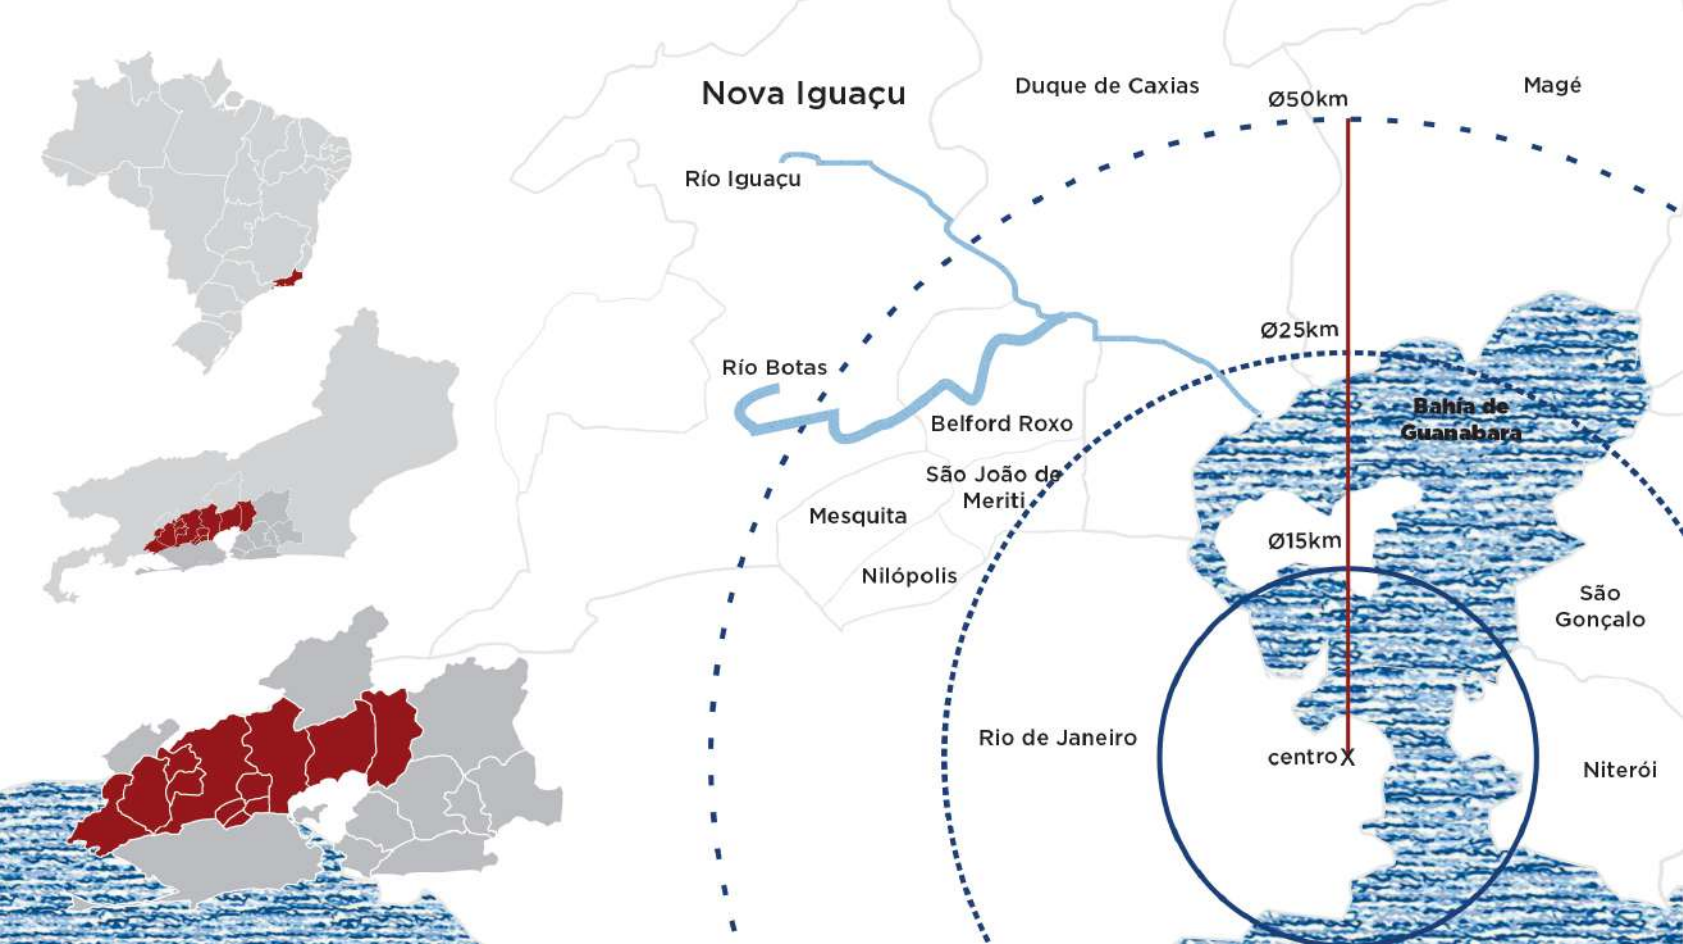 Nova Iguaçu
Duque de Caxias
Ø50km
Magé
Río Iguaçu
Ø25km
Río Botas
Bahía de
Guanabara
Belford Roxo
São João de
Meriti
Mesquita
Ø15km
Nilópolis
São
Gonçalo
Rio de Janeiro
centro X
Niterói